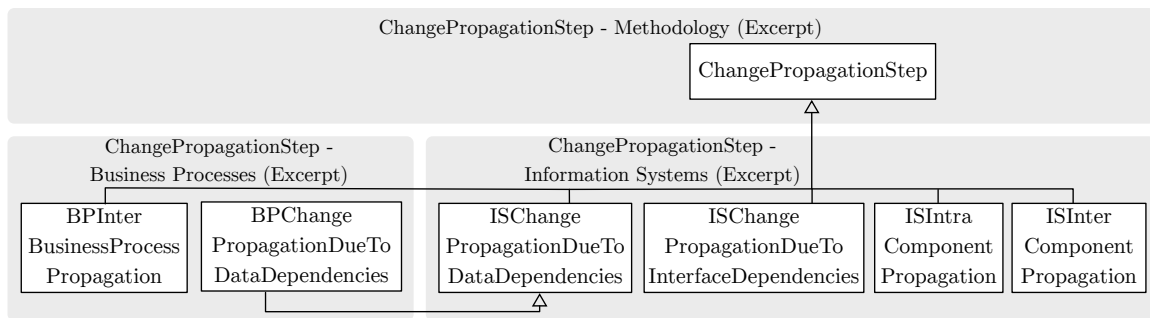 ChangePropagationStep - Methodology (Excerpt)
ChangePropagationStep
ChangePropagationStep -
Business Processes (Excerpt)
ChangePropagationStep -
Information Systems (Excerpt)
BPInter
BusinessProcess
Propagation
BPChange
PropagationDueTo
DataDependencies
ISChange
PropagationDueTo
DataDependencies
ISChange
PropagationDueTo
InterfaceDependencies
ISIntra
Component
Propagation
ISInter
Component
Propagation